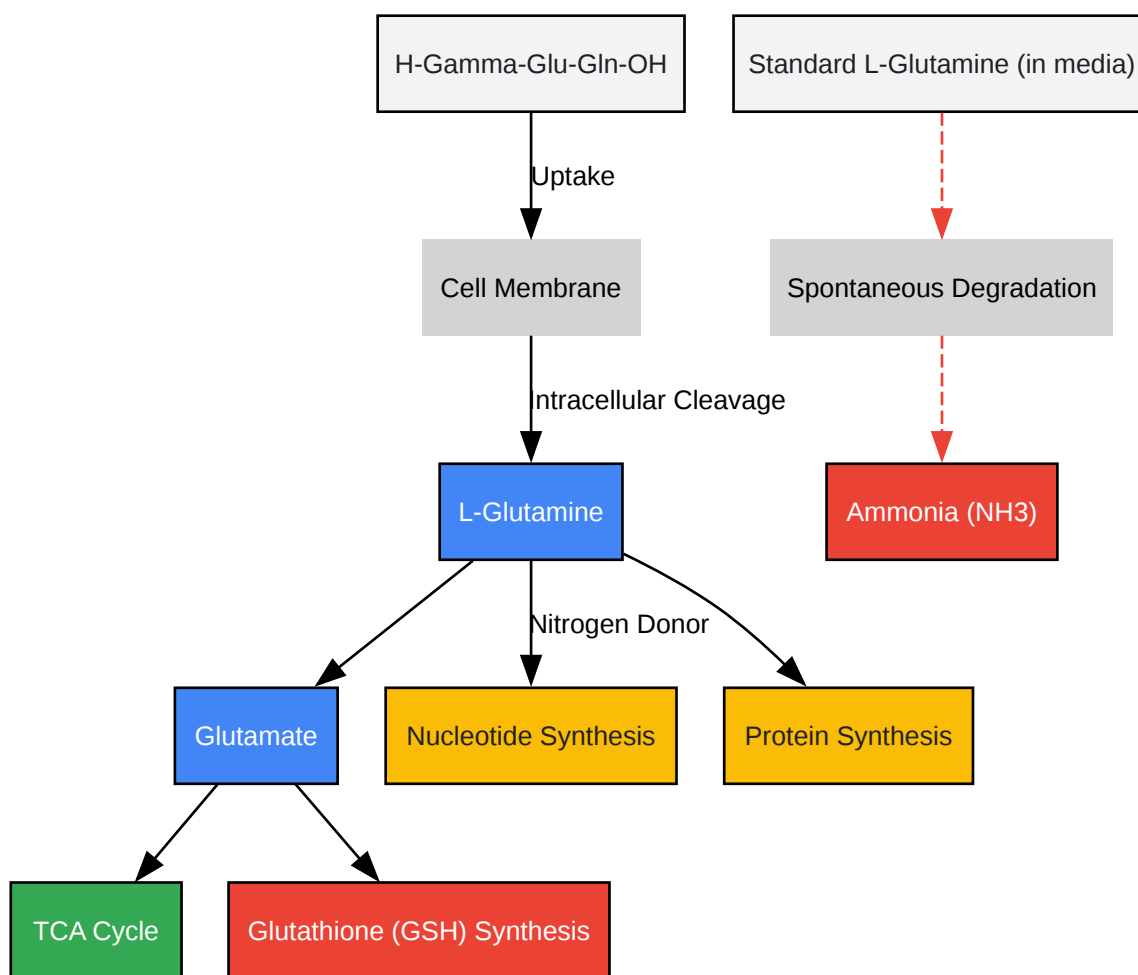 H-Gamma-Glu-Gln-OH
Standard L-Glutamine (in media)
Uptake
Cell Membrane
Spontaneous Degradation
Intracellular Cleavage
L-Glutamine
Ammonia (NH3)
Nitrogen Donor
Glutamate
Nucleotide Synthesis
Protein Synthesis
TCA Cycle
Glutathione (GSH) Synthesis